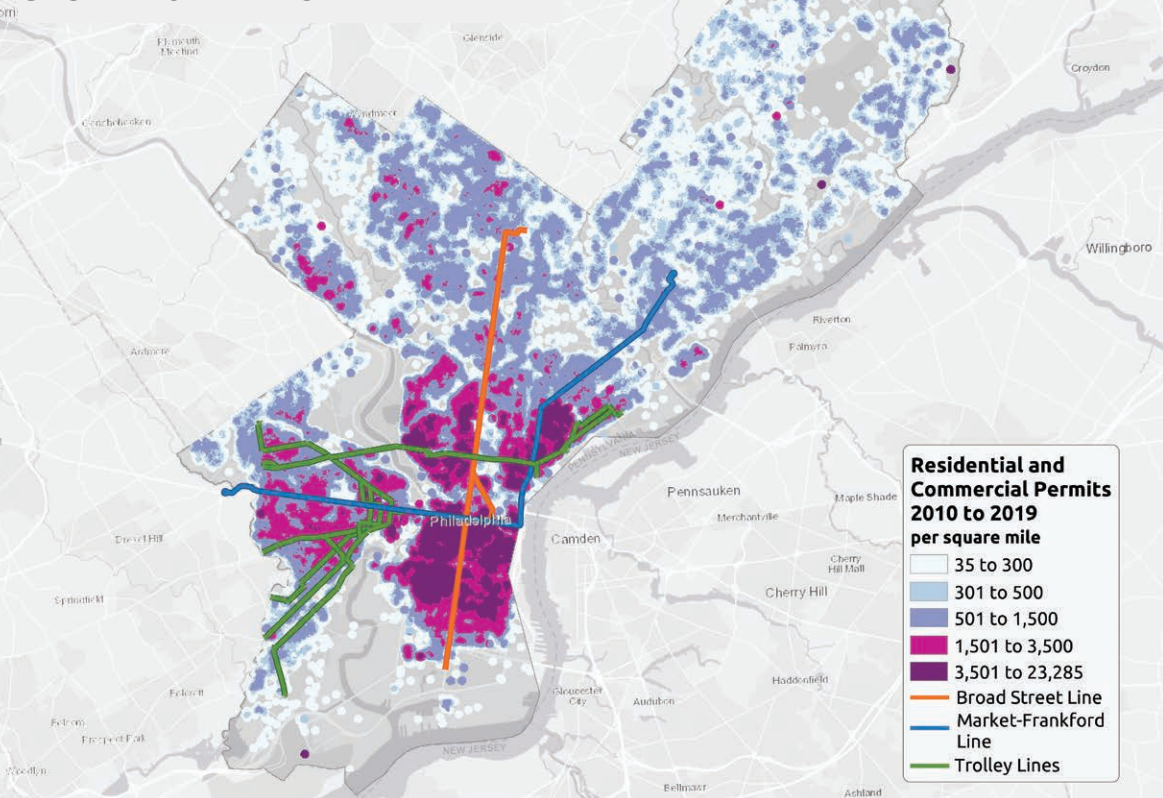 Plymouth
Meeting
Glenside
Croydon
Conshohocken
Wyndmoor
Willingboro
Riverton
Palmyra
Ardmore
PENNSYLVANIA
NEW JERSEY
Pennsauken
Maple Shade
Merchantville
Philadelphia
Camden
Drexel Hill
Cherry
Hill Mall
Cherry Hill
Springfield
Haddonfield
Gloucester
City
Audubon
Folcroft
Folsom
Prospect Park
NEW JERSEY
Woodlyn
Bellmawr
Ashland
Residential and
Commercial Permits
2010 to 2019
per square mile
35 to 300
301 to 500
501 to 1,500
1,501 to 3,500
3,501 to 23,285
Broad Street Line
Market-Frankford
Line
Trolley Lines